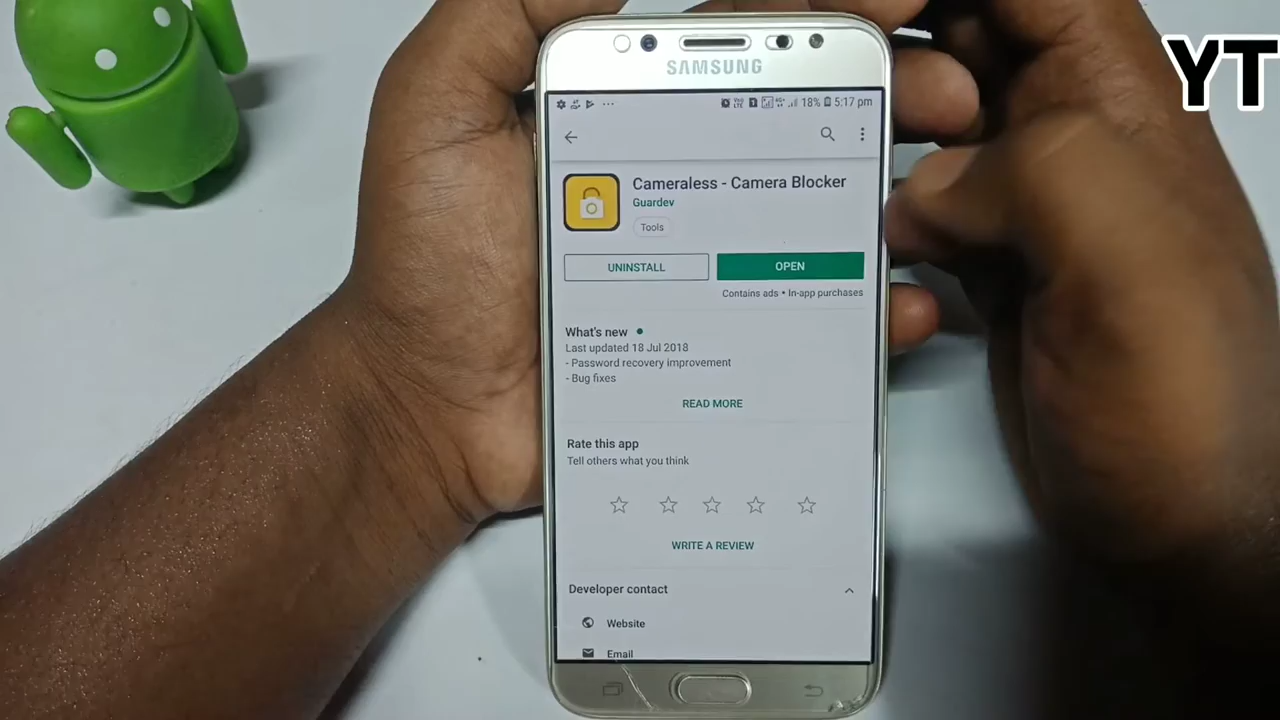 YT
SAMSUNG
18% 5:17 pm
Cameraless - Camera Blocker
Guardev
Tools
UNINSTALL
OPEN
Contains ads • In-app purchases
What's new
Last updated 18 Jul 2018
- Password recovery improvement
- Bug fixes
READ MORE
Rate this app
Tell others what you think
WRITE A REVIEW
Developer contact
Website
Email